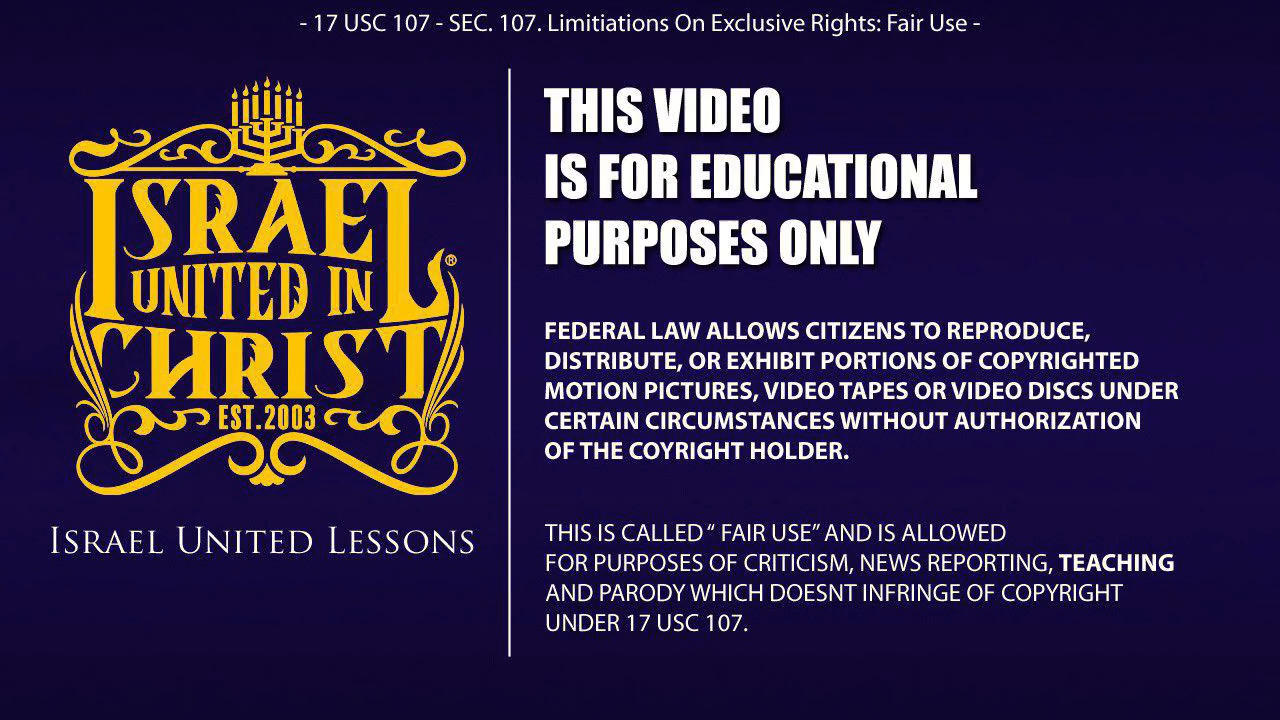 - 17 USC 107 - SEC. 107. Limitiations On Exclusive Rights: Fair Use -
ISRAEL
UNITED IN
®
CHRIST
EST.2003
ISRAEL UNITED LESSONS
THIS VIDEO
IS FOR EDUCATIONAL
PURPOSES ONLY
FEDERAL LAW ALLOWS CITIZENS TO REPRODUCE,
DISTRIBUTE, OR EXHIBIT PORTIONS OF COPYRIGHTED
MOTION PICTURES, VIDEO TAPES OR VIDEO DISCS UNDER
CERTAIN CIRCUMSTANCES WITHOUT AUTHORIZATION
OF THE COYRIGHT HOLDER.
THIS IS CALLED “ FAIR USE” AND IS ALLOWED
FOR PURPOSES OF CRITICISM, NEWS REPORTING, TEACHING
AND PARODY WHICH DOESNT INFRINGE OF COPYRIGHT
UNDER 17 USC 107.